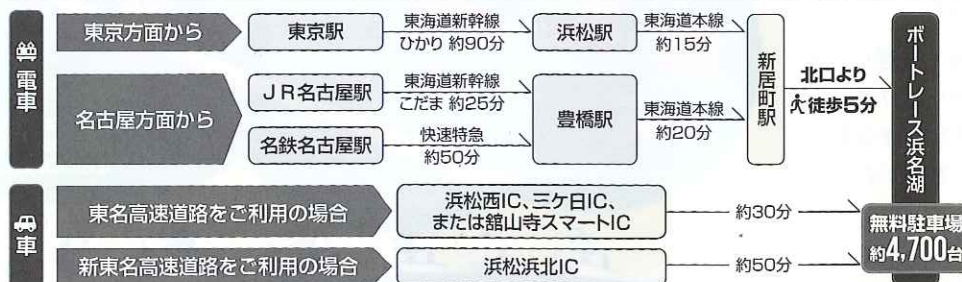 電車
東京方面から
東京駅
東海道新幹線
ひかり 約90分
浜松駅
東海道本線
約15分
名古屋方面から
JR名古屋駅
東海道新幹線
こだま 約25分
名鉄名古屋駅
快速特急
約50分
豊橋駅
東海道本線
約20分
新居町駅
北口より
徒歩5分
ボートレース浜名湖
車
東名高速道路をご利用の場合
浜松西IC、三ケ日IC、
または舘山寺スマートIC
約30分
新東名高速道路をご利用の場合
浜松浜北IC
約50分
無料駐車場
約4,700台